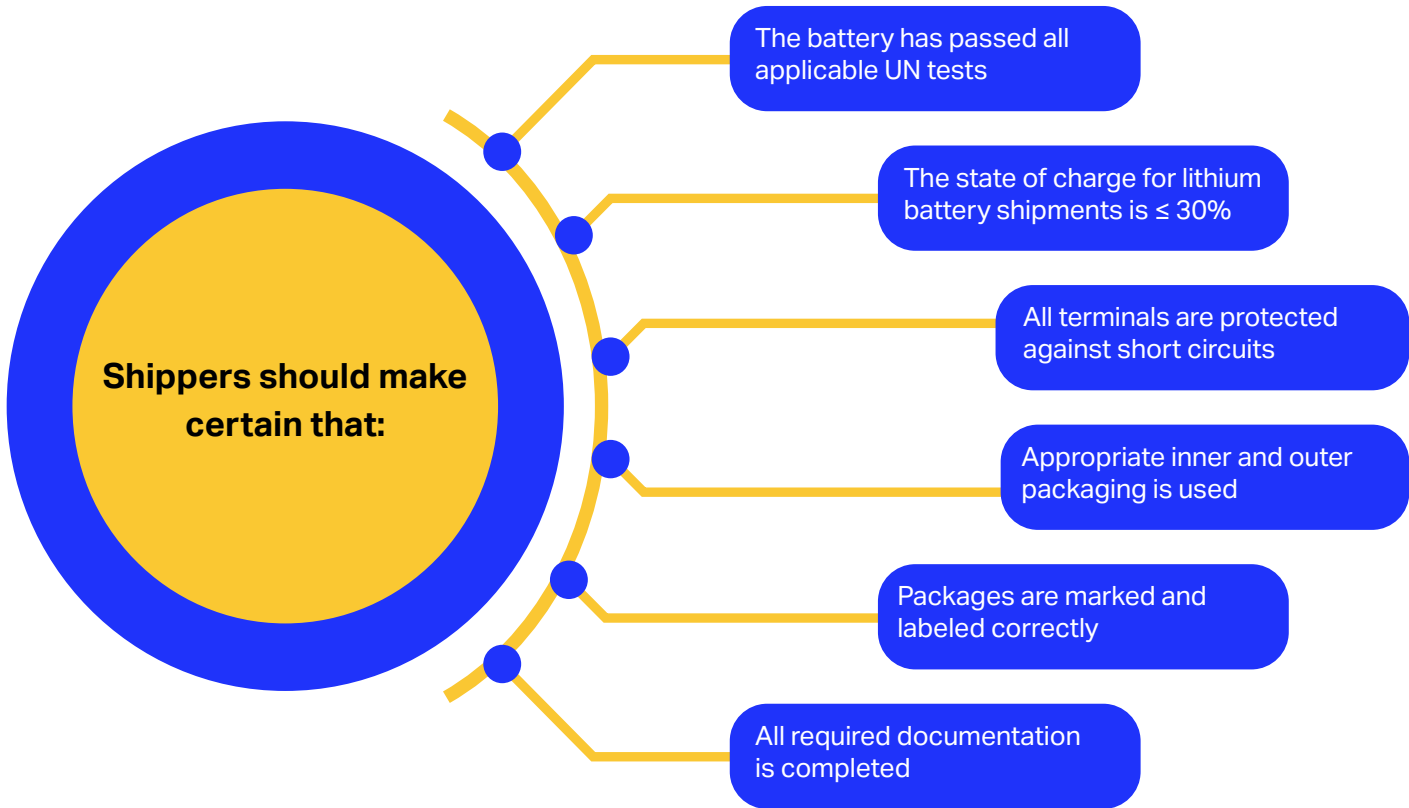 Shippers should make
certain that:
The battery has passed all
applicable UN tests
The state of charge for lithium
battery shipments is ≤ 30%
All terminals are protected
against short circuits
Appropriate inner and outer
packaging is used
Packages are marked and
labeled correctly
All required documentation
is completed